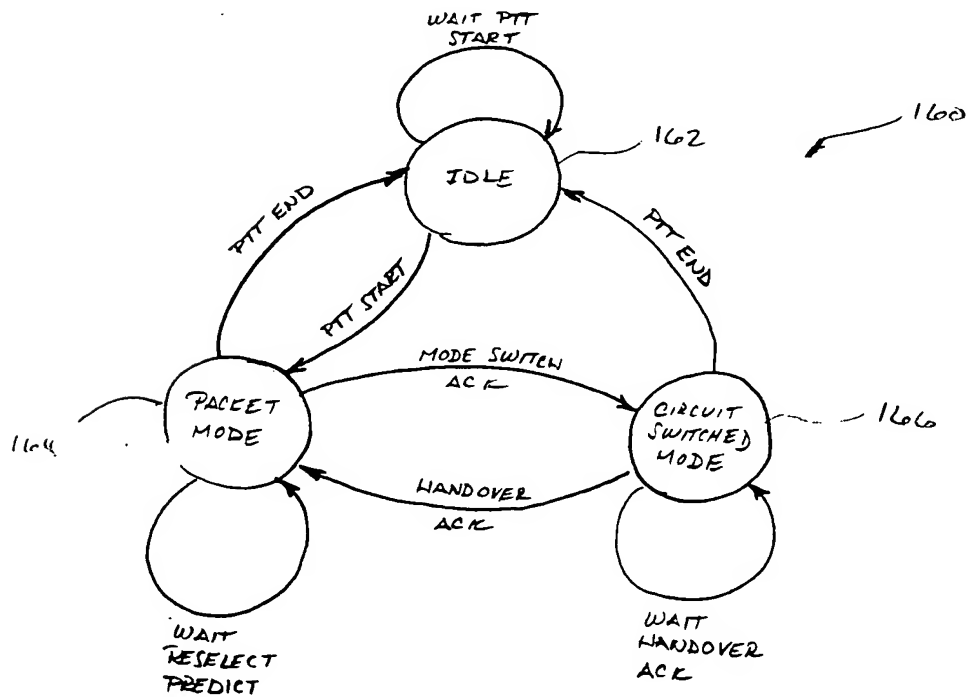 WAIT PTT
START
160
162
IDLE
PTT END
PTT START
PTT END
MODE SWITCH
ACK
PACKET
MODE
164
CIRCUIT
SWITCHED
MODE
166
HANDOVER
ACK
WAIT
RESELECT
PREDICT
WAIT
HANDOVER
ACK